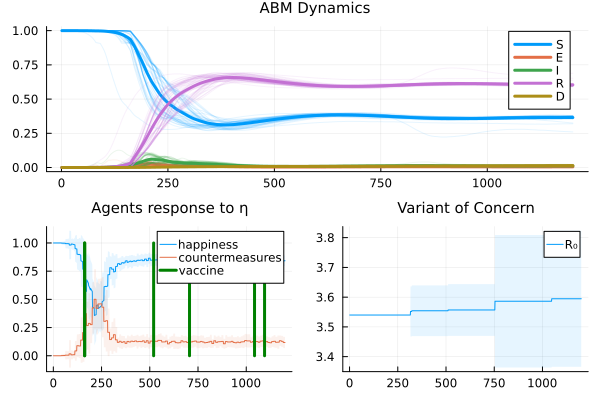 ABM Dynamics
1.00
0.75
0.50
0.25
0.00
0
250
500
750
1000
S
E
I
R
D
Agents response to η
1.00
0.75
0.50
0.25
0.00
0
250
500
750
1000
happiness
countermeasures
vaccine
Variant of Concern
3.8
3.7
3.6
3.5
3.4
0
250
500
750
1000
R₀